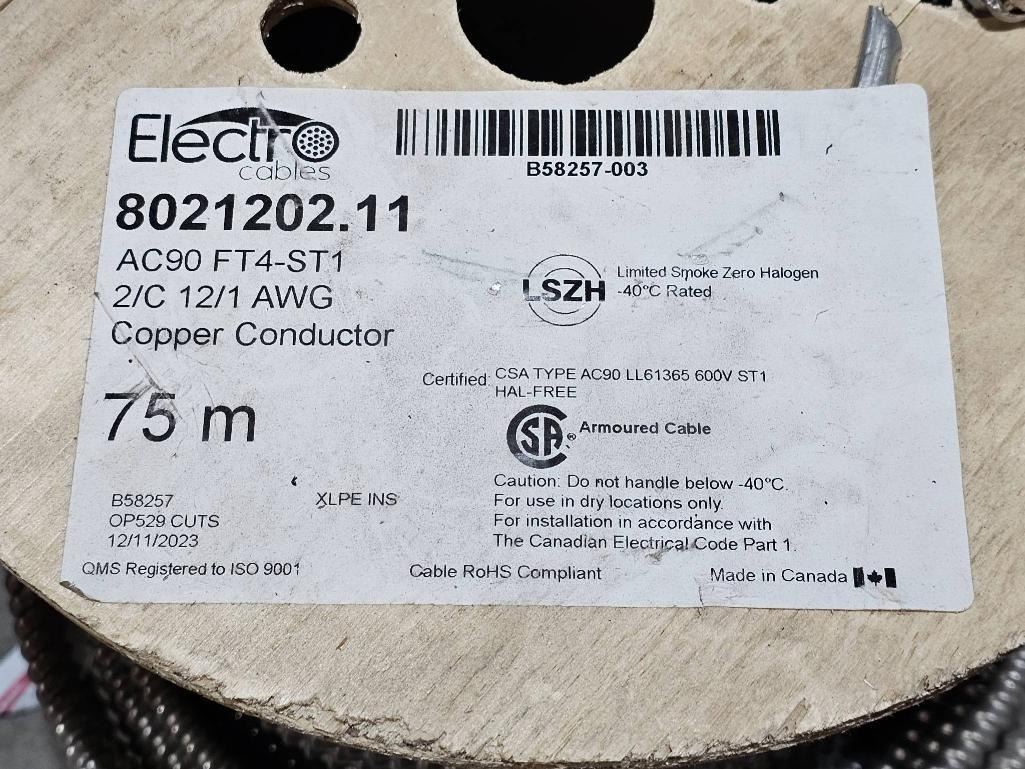 Electro
cables
B58257-003
8021202.11
AC90 FT4-ST1
2/C 12/1 AWG
Copper Conductor
LSZH
Limited Smoke Zero Halogen
-40°C Rated
Certified: CSA TYPE AC90 LL61365 600V ST1
HAL-FREE
CSA ® Armoured Cable
75 m
Caution: Do not handle below -40°C.
For use in dry locations only.
For installation in accordance with
The Canadian Electrical Code Part 1.
B58257
XLPE INS
OP529 CUTS
12/11/2023
QMS Registered to ISO 9001
Cable RoHS Compliant
Made in Canada